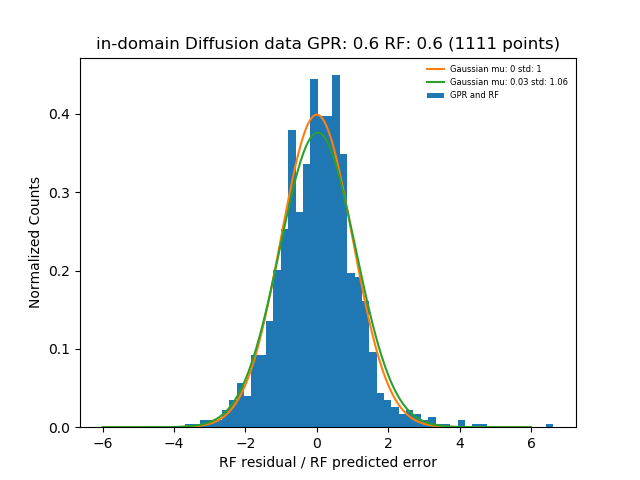 in-domain Diffusion data GPR: 0.6 RF: 0.6 (1111 points)
Gaussian mu: 0 std: 1
Gaussian mu: 0.03 std: 1.06
GPR and RF
Normalized Counts
0.4
0.3
0.2
0.1
0.0
−6 −4 −2 0 2 4 6
RF residual / RF predicted error